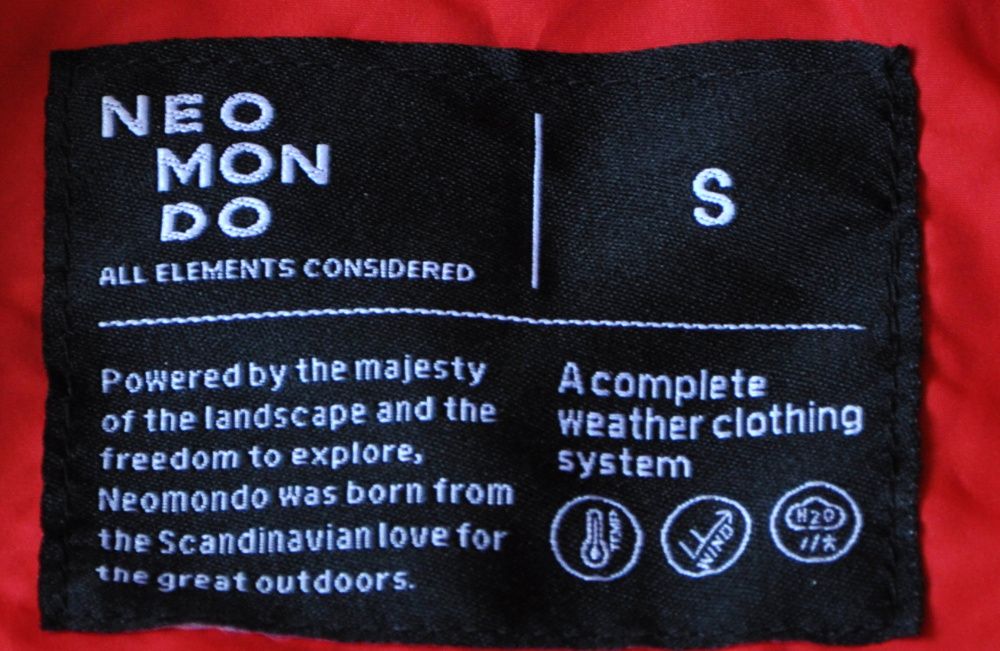 NEO
MON
DO
ALL ELEMENTS CONSIDERED
S
Powered by the majesty
of the landscape and the
freedom to explore,
Neomondo was born from
the Scandinavian love for
the great outdoors.
A complete
weather clothing
system
TEMP
WIND
H2O